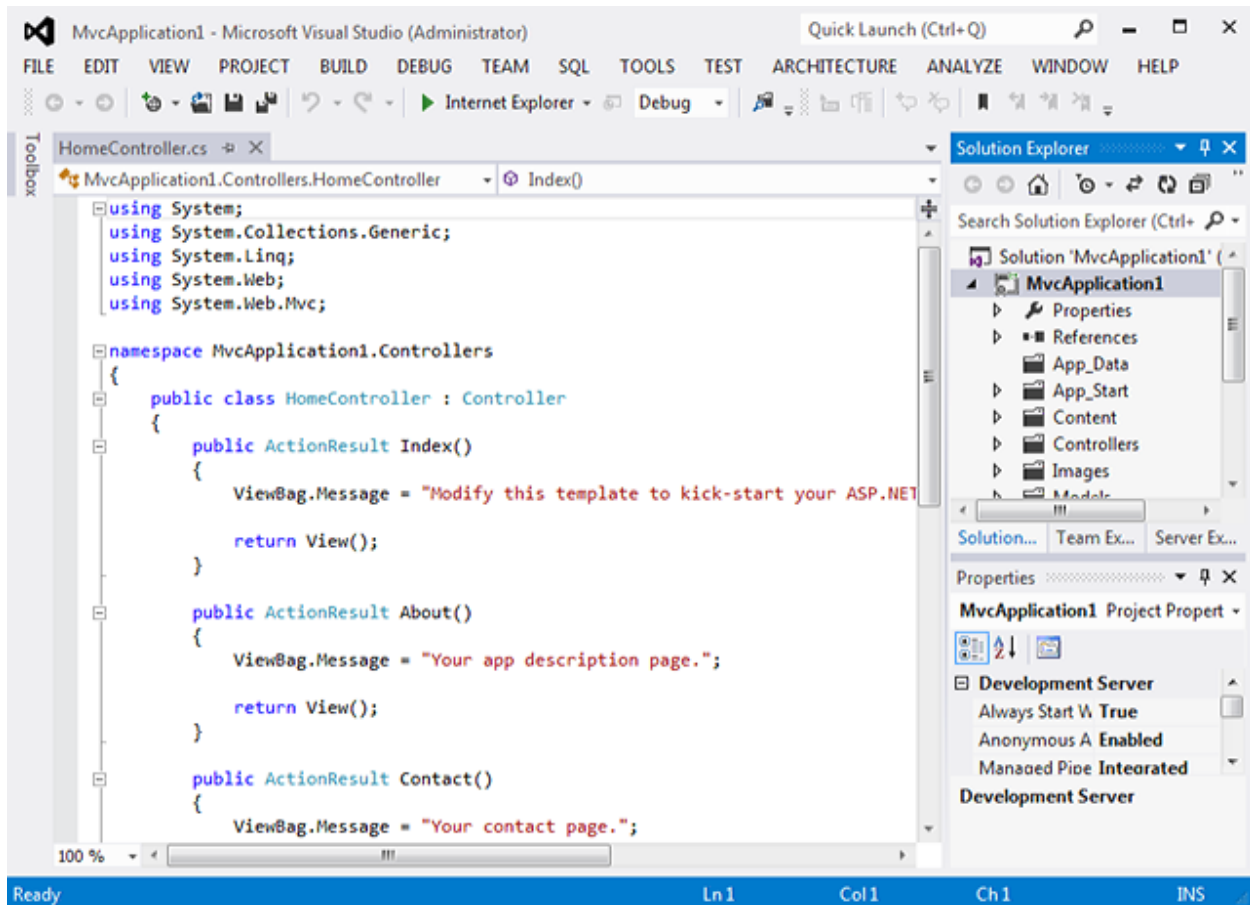 MvcApplication1 - Microsoft Visual Studio (Administrator) Quick Launch (Ctrl+Q)
FILE EDIT VIEW PROJECT BUILD DEBUG TEAM SQL TOOLS TEST ARCHITECTURE ANALYZE WINDOW HELP
Internet Explorer Debug
Toolbox
HomeController.cs
MvcApplication1.Controllers.HomeController Index()
using System;
using System.Collections.Generic;
using System.Linq;
using System.Web;
using System.Web.Mvc;
namespace MvcApplication1.Controllers
{
public class HomeController : Controller
{
public ActionResult Index()
{
ViewBag.Message = "Modify this template to kick-start your ASP.NET
return View();
}
public ActionResult About()
{
ViewBag.Message = "Your app description page.";
return View();
}
public ActionResult Contact()
{
ViewBag.Message = "Your contact page.";
100 %
Solution Explorer
Search Solution Explorer (Ctrl+
Solution 'MvcApplication1' (
MvcApplication1
Properties
References
App_Data
App_Start
Content
Controllers
Images
Models
Solution... Team Ex... Server Ex...
Properties
MvcApplication1 Project Propert
Development Server
Always Start W True
Anonymous A Enabled
Managed Pipe Integrated
Development Server
Ready Ln 1 Col 1 Ch 1 INS